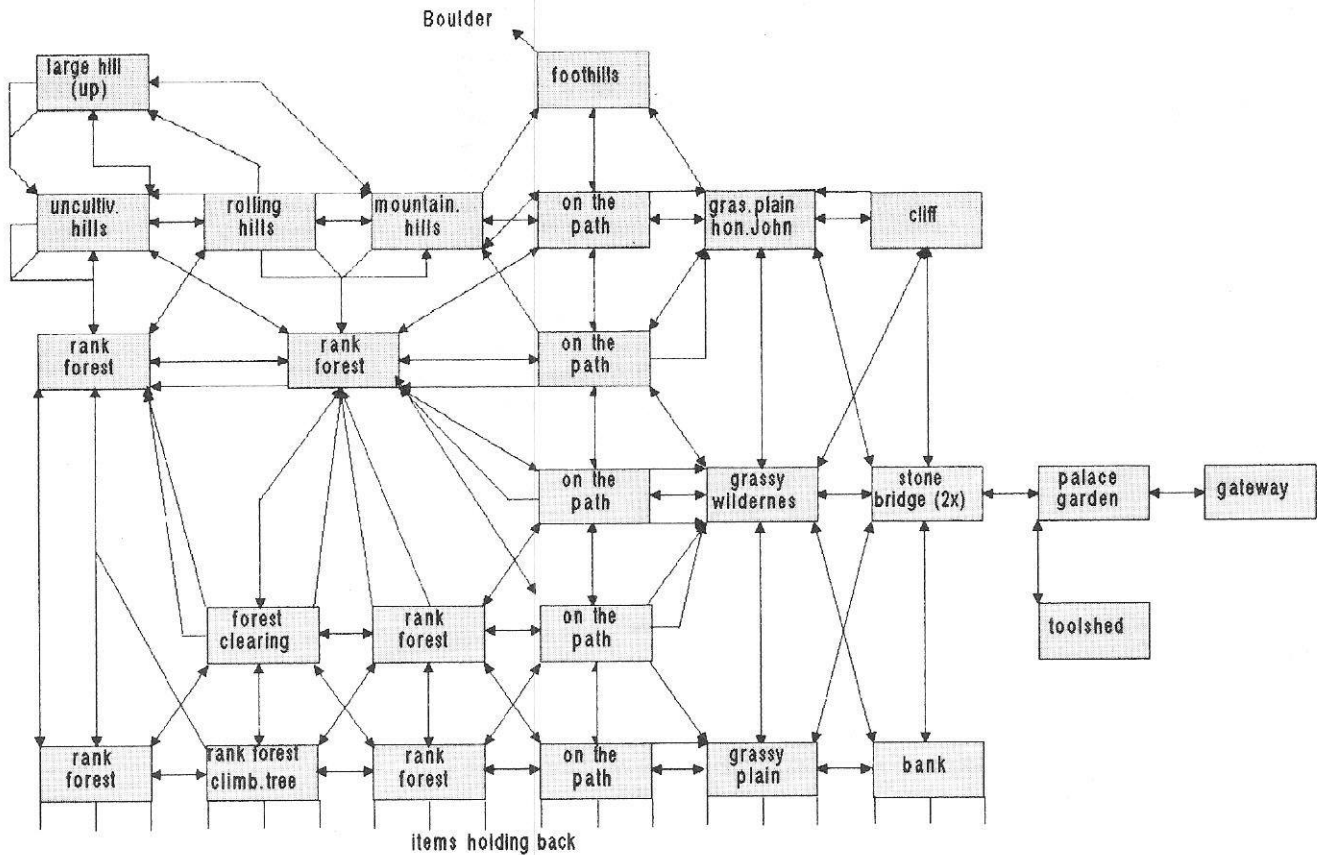 Boulder
large hill
(up)
foothills
uncultiv.
hills
rolling
hills
mountain.
hills
on the
path
gras.plain
hon.John
cliff
rank
forest
rank
forest
on the
path
on the
path
grassy
wildernes
stone
bridge (2x)
palace
garden
gateway
forest
clearing
rank
forest
on the
path
toolshed
rank
forest
rank forest
climb.tree
rank
forest
on the
path
grassy
plain
bank
items holding back